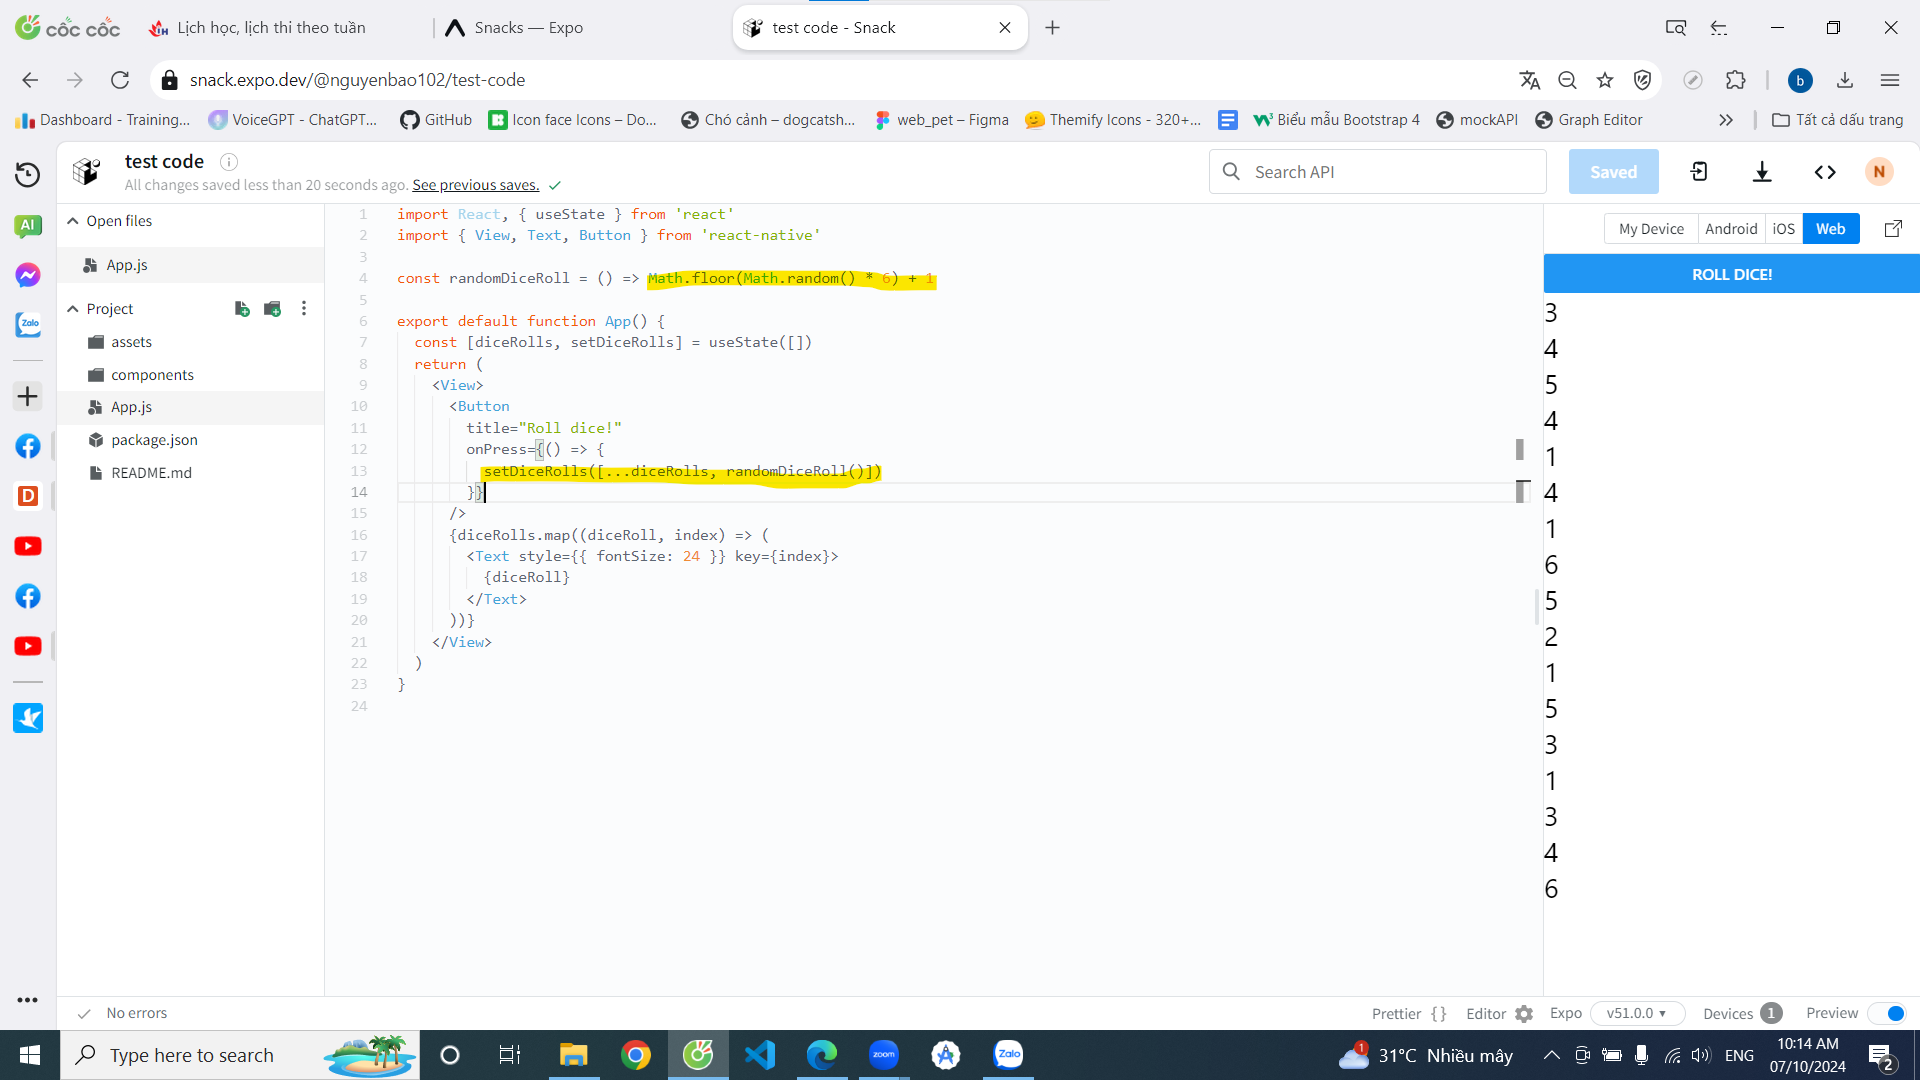 cốc cốc
Lịch học, lịch thi theo tuần
Snacks — Expo
test code - Snack
snack.expo.dev/@nguyenbao102/test-code
b
Dashboard - Training...
VoiceGPT - ChatGPT...
GitHub
Icon face Icons – Do...
Chó cảnh – dogcatsh...
web_pet – Figma
Themify Icons - 320+...
Biểu mẫu Bootstrap 4
mockAPI
Graph Editor
Tất cả dấu trang
test code
All changes saved less than 20 seconds ago. See previous saves.
Search API
Saved
N
AI
Zalo
D
Open files
App.js
Project
assets
components
App.js
package.json
README.md
1 import React, { useState } from 'react'
2 import { View, Text, Button } from 'react-native'
3
4 const randomDiceRoll = () => Math.floor(Math.random() * 6) + 1
5
6 export default function App() {
7 const [diceRolls, setDiceRolls] = useState([])
8 return (
9 <View>
10 <Button
11 title="Roll dice!"
12 onPress={() => {
13 setDiceRolls([...diceRolls, randomDiceRoll()])
14 }}
15 />
16 {diceRolls.map((diceRoll, index) => (
17 <Text style={{ fontSize: 24 }} key={index}>
18 {diceRoll}
19 </Text>
20 ))}
21 </View>
22 )
23 }
24
My Device
Android
iOS
Web
ROLL DICE!
3
4
5
4
1
4
1
6
5
2
1
5
3
1
3
4
6
No errors
Prettier { }
Editor
Expo
v51.0.0
Devices 1
Preview
Type here to search
zoom
Zalo
1
31°C Nhiều mây
ENG
10:14 AM
07/10/2024
2